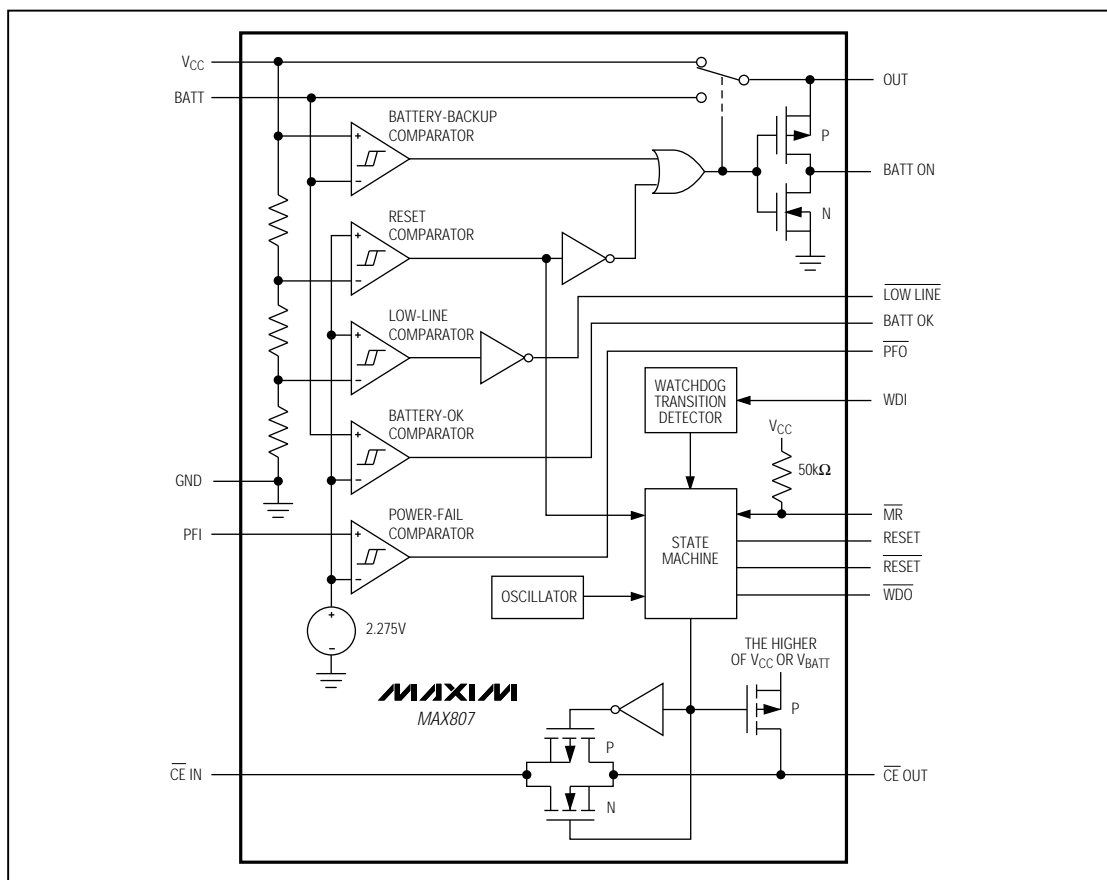 VCC
BATT
OUT
BATTERY-BACKUP
COMPARATOR
+
−
P
BATT ON
N
RESET
COMPARATOR
+
−
LOW LINE
BATT OK
PFO
LOW-LINE
COMPARATOR
+
−
WATCHDOG
TRANSITION
DETECTOR
WDI
BATTERY-OK
COMPARATOR
+
−
VCC
50kΩ
GND
PFI
POWER-FAIL
COMPARATOR
+
−
STATE
MACHINE
MR
RESET
RESET
WDO
OSCILLATOR
+
−
2.275V
THE HIGHER
OF VCC OR VBATT
P
MAXIM
MAX807
P
CE IN
CE OUT
N